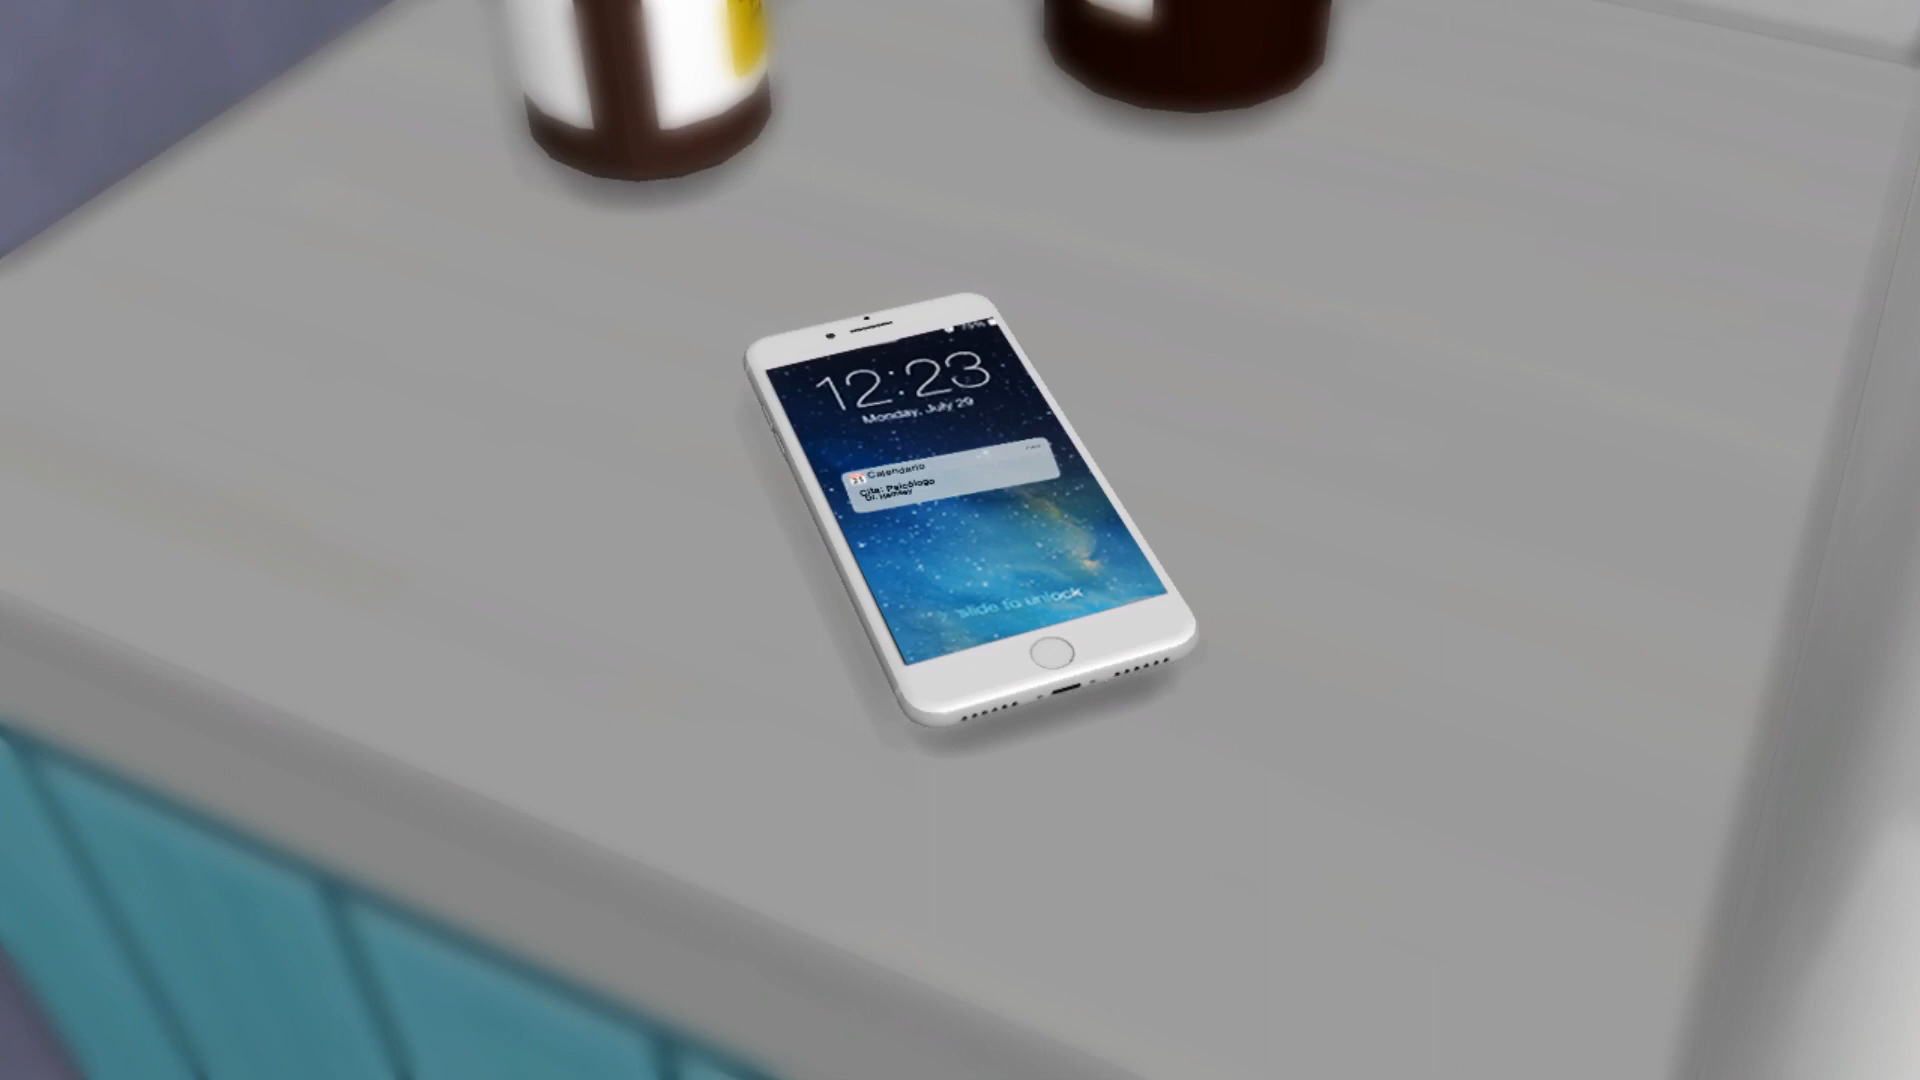 12:23
Monday, July 29
Calendario
Cita: Psicólogo
slide to unlock